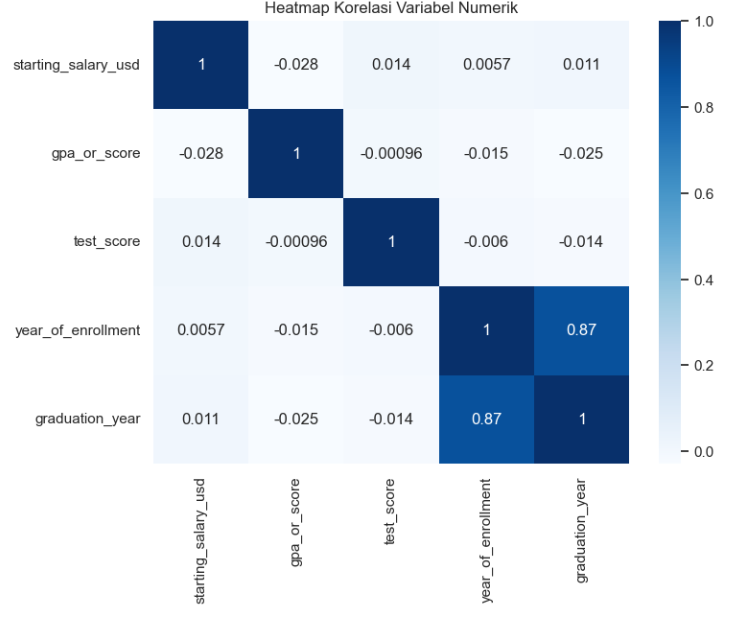 Heatmap Korelasi Variabel Numerik
starting_salary_usd 1 -0.028 0.014 0.0057 0.011
gpa_or_score -0.028 1 -0.00096 -0.015 -0.025
test_score 0.014 -0.00096 1 -0.006 -0.014
year_of_enrollment 0.0057 -0.015 -0.006 1 0.87
graduation_year 0.011 -0.025 -0.014 0.87 1
starting_salary_usd
gpa_or_score
test_score
year_of_enrollment
graduation_year
1.0
0.8
0.6
0.4
0.2
0.0